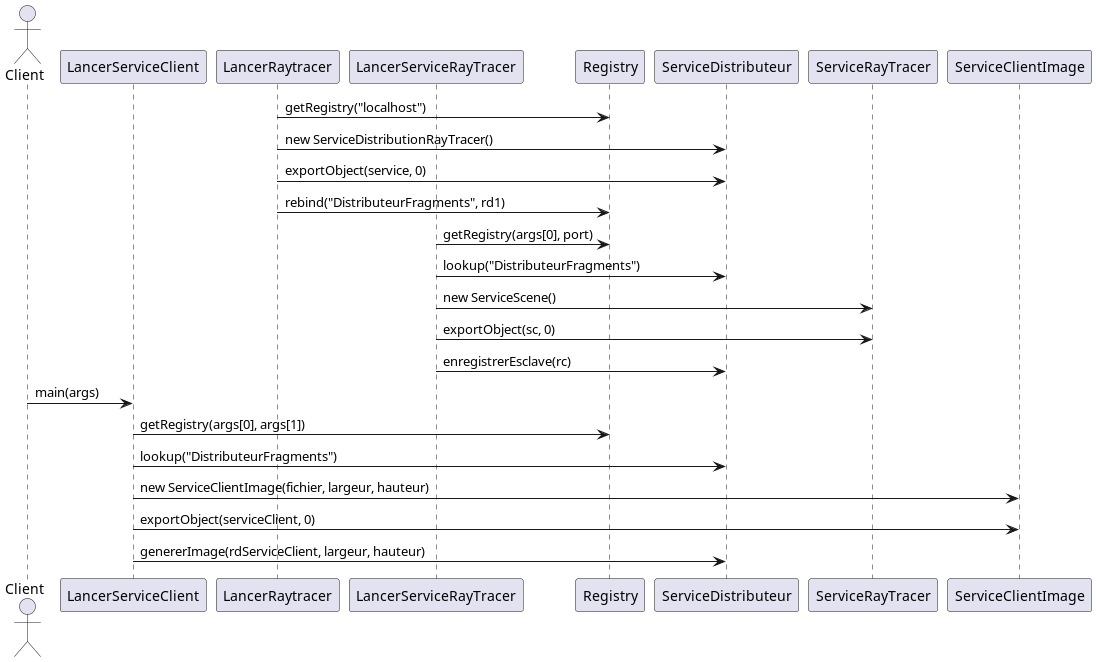 Client
LancerServiceClient
LancerRaytracer
LancerServiceRayTracer
Registry
ServiceDistributeur
ServiceRayTracer
ServiceClientImage
getRegistry("localhost")
new ServiceDistributionRayTracer()
exportObject(service, 0)
rebind("DistributeurFragments", rd1)
getRegistry(args[0], port)
lookup("DistributeurFragments")
new ServiceScene()
exportObject(sc, 0)
enregistrerEsclave(rc)
main(args)
getRegistry(args[0], args[1])
lookup("DistributeurFragments")
new ServiceClientImage(fichier, largeur, hauteur)
exportObject(serviceClient, 0)
genererImage(rdServiceClient, largeur, hauteur)
Client
LancerServiceClient
LancerRaytracer
LancerServiceRayTracer
Registry
ServiceDistributeur
ServiceRayTracer
ServiceClientImage